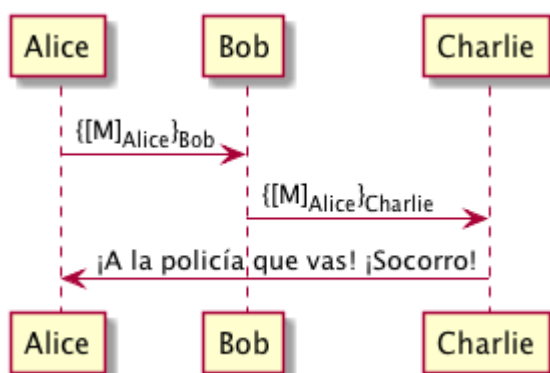 Alice Bob Charlie
{[M]Alice}Bob
{[M]Alice}Charlie
¡A la policía que vas! ¡Socorro!
Alice Bob Charlie